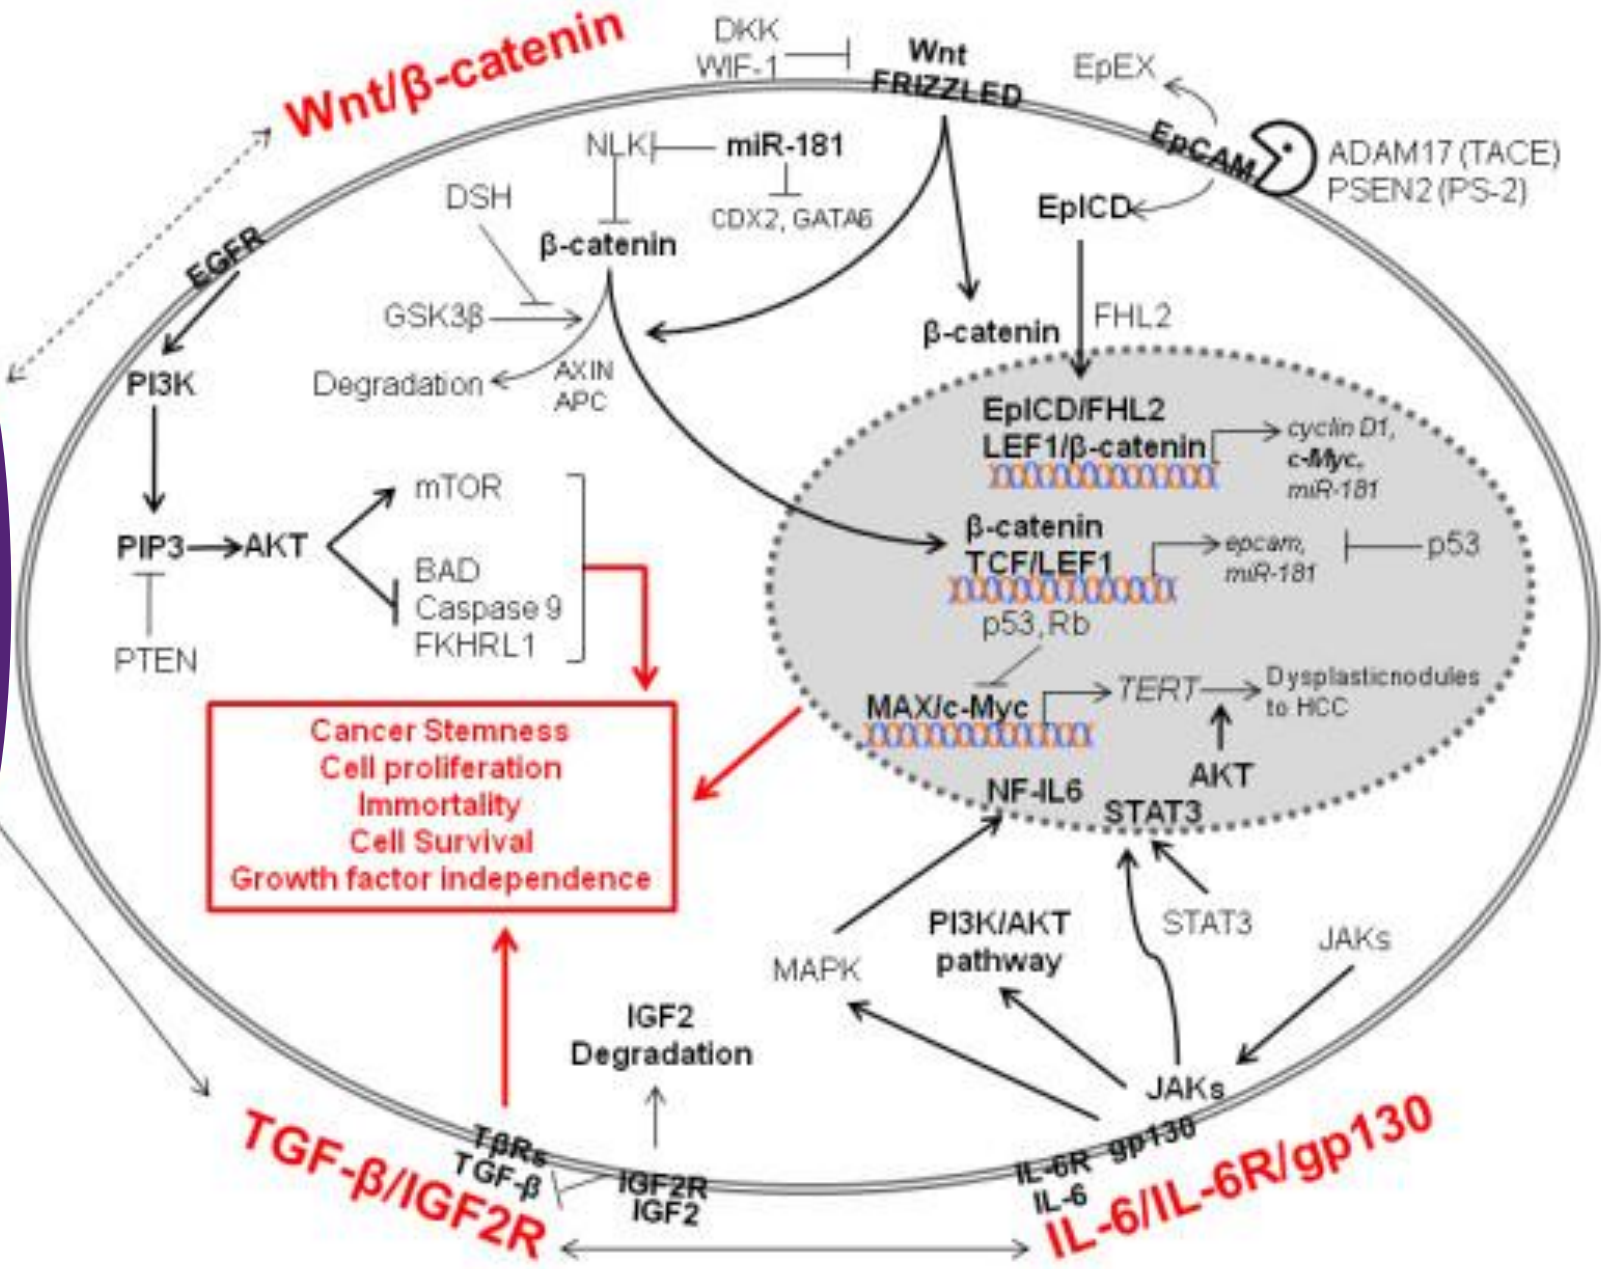 Wnt/β-catenin
DKK
WIF-1
Wnt
FRIZZLED
EpEX
EpCAM
ADAM17 (TACE)
PSEN2 (PS-2)
NLK
miR-181
CDX2, GATA6
DSH
β-catenin
EpICD
EGFR
GSK3β
β-catenin
FHL2
PI3K
Degradation
AXIN
APC
EpICD/FHL2
LEF1/β-catenin
cyclin D1,
c-Myc,
miR-181
mTOR
PIP3
AKT
BAD
Caspase 9
FKHRL1
PTEN
β-catenin
TCF/LEF1
epcam,
miR-181
p53
p53, Rb
MAX/c-Myc
TERT
Dysplasticnodules
to HCC
AKT
NF-IL6
STAT3
Cancer Stemness
Cell proliferation
Immortality
Cell Survival
Growth factor independence
MAPK
PI3K/AKT
pathway
STAT3
JAKs
IGF2
Degradation
JAKs
TβRs
TGF-β
IGF2R
IGF2
IL-6R gp130
IL-6
TGF-β/IGF2R
IL-6/IL-6R/gp130